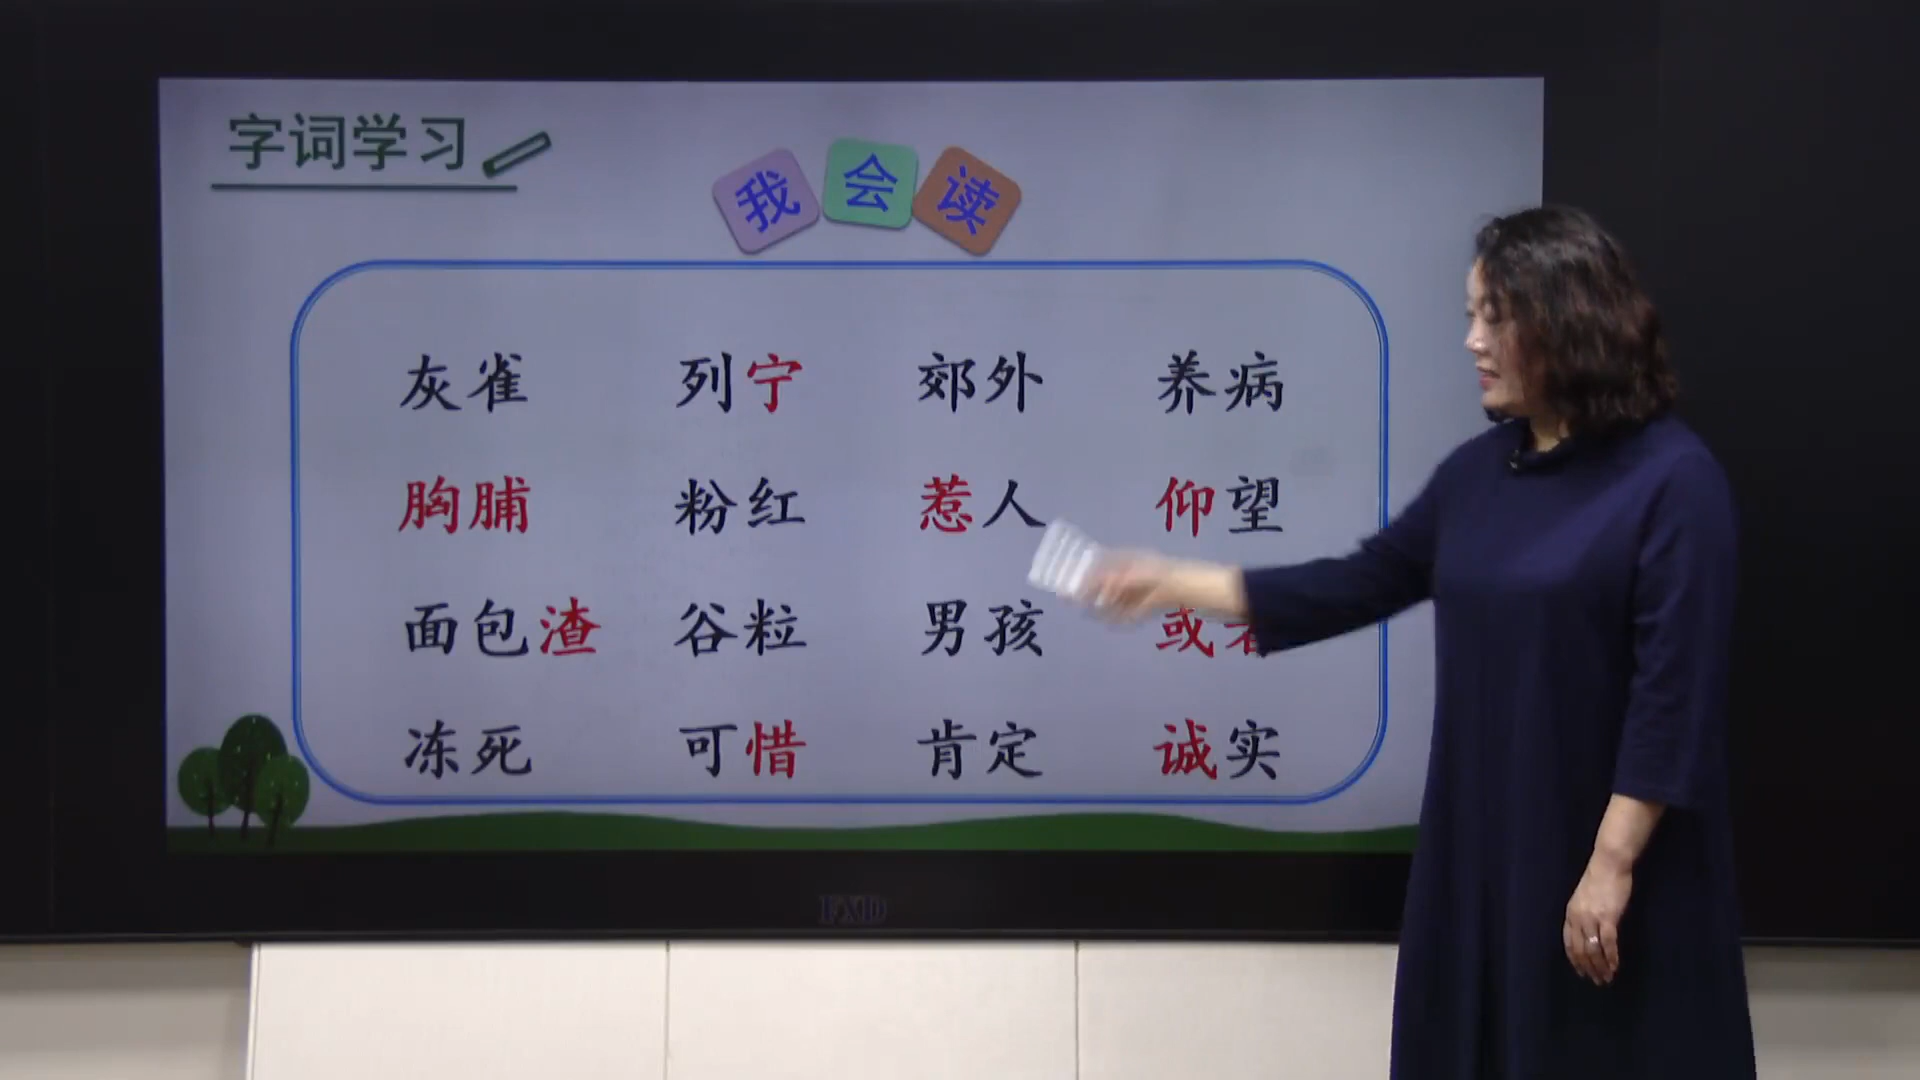 字词学习
我会读
灰雀 列宁 郊外 养病
胸脯 粉红 惹人 仰望
面包渣 谷粒 男孩 或者
冻死 可惜 肯定 诚实